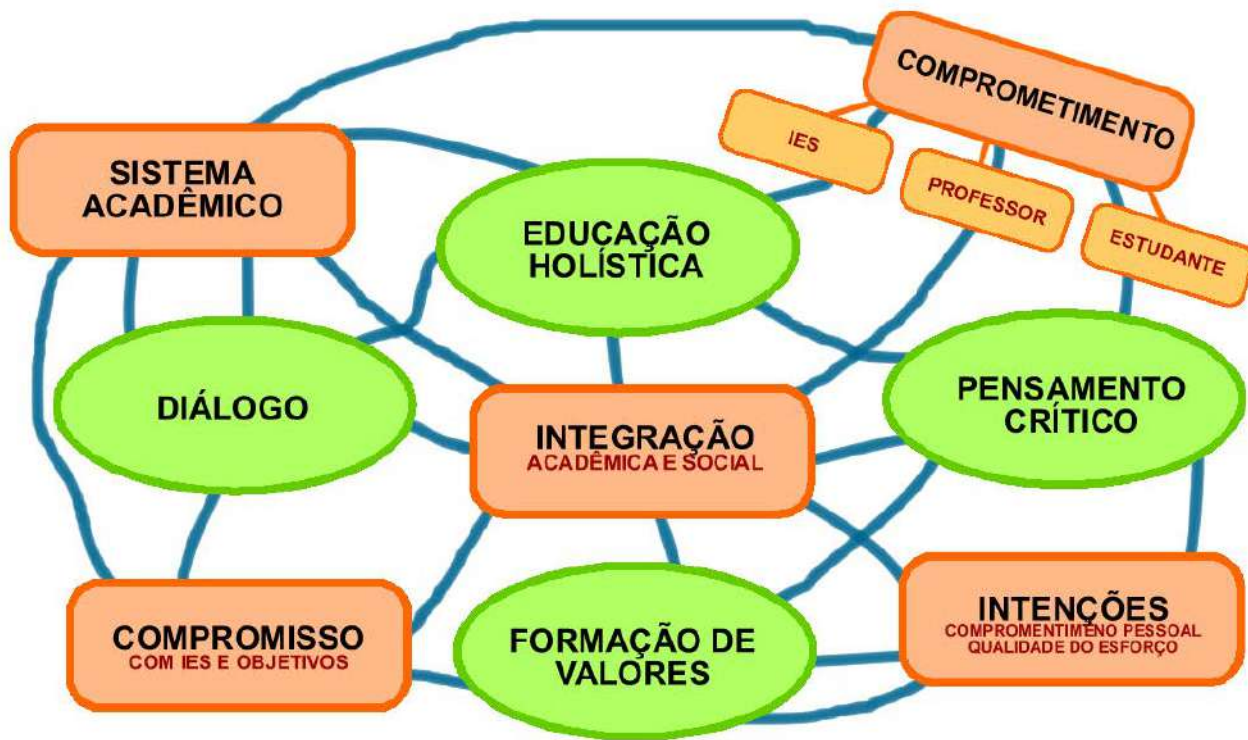 COMPROMETIMENTO
IES
PROFESSOR
ESTUDANTE
SISTEMA
ACADÊMICO
EDUCAÇÃO
HOLÍSTICA
DIÁLOGO
INTEGRAÇÃO
ACADÊMICA E SOCIAL
PENSAMENTO
CRÍTICO
COMPROMISSO
COM IES E OBJETIVOS
FORMAÇÃO DE
VALORES
INTENÇÕES
COMPROMENTIMENO PESSOAL
QUALIDADE DO ESFORÇO